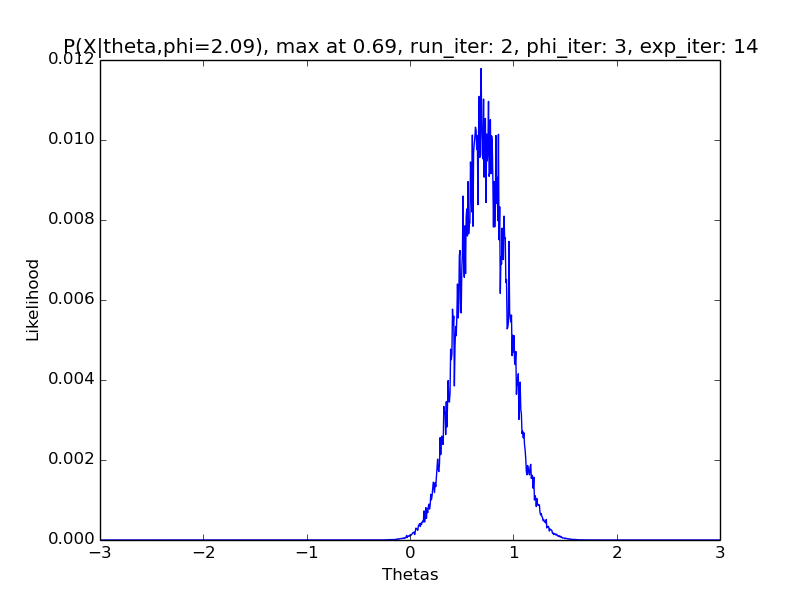 P(X|theta,phi=2.09), max at 0.69, run_iter: 2, phi_iter: 3, exp_iter: 14
0.012
0.010
0.008
0.006
0.004
0.002
0.000
Likelihood
−3 −2 −1 0 1 2 3
Thetas